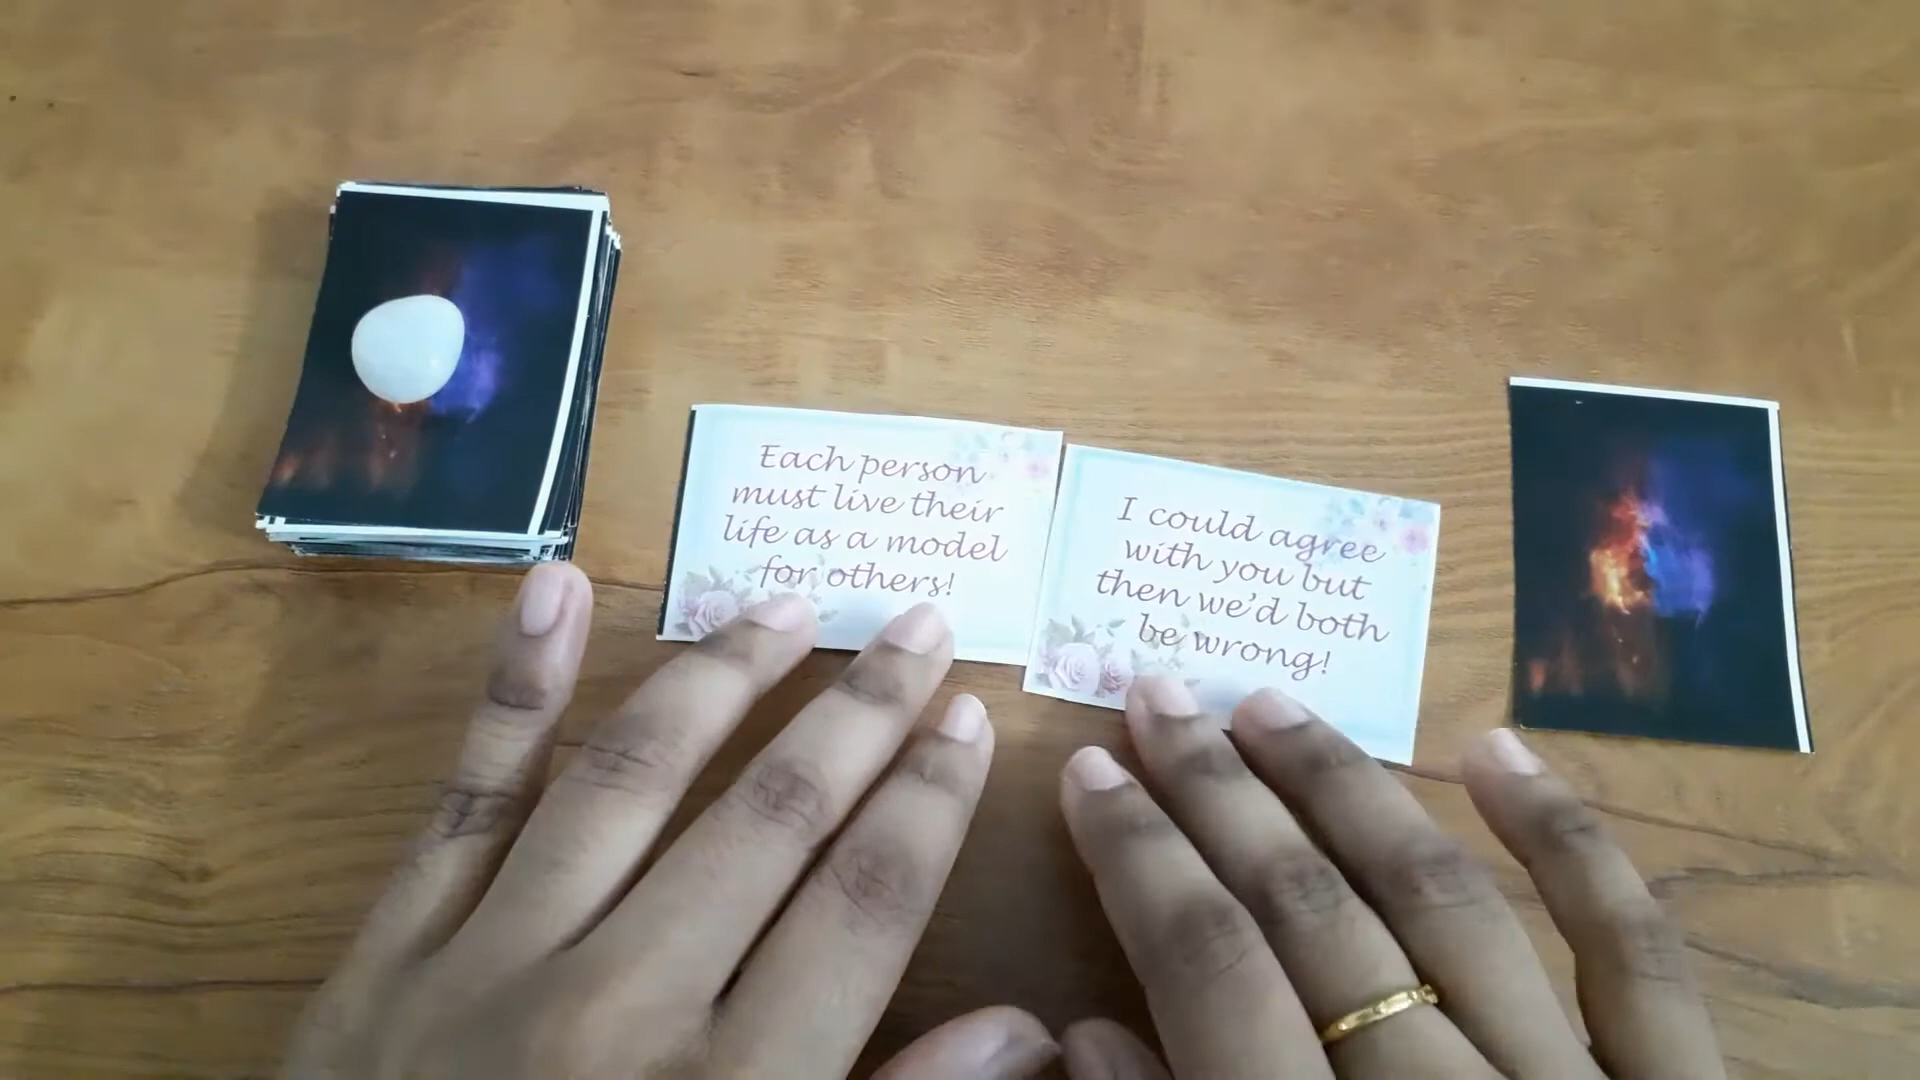 Each person
must live their
life as a model
for others!
I could agree
with you but
then we'd both
be wrong!